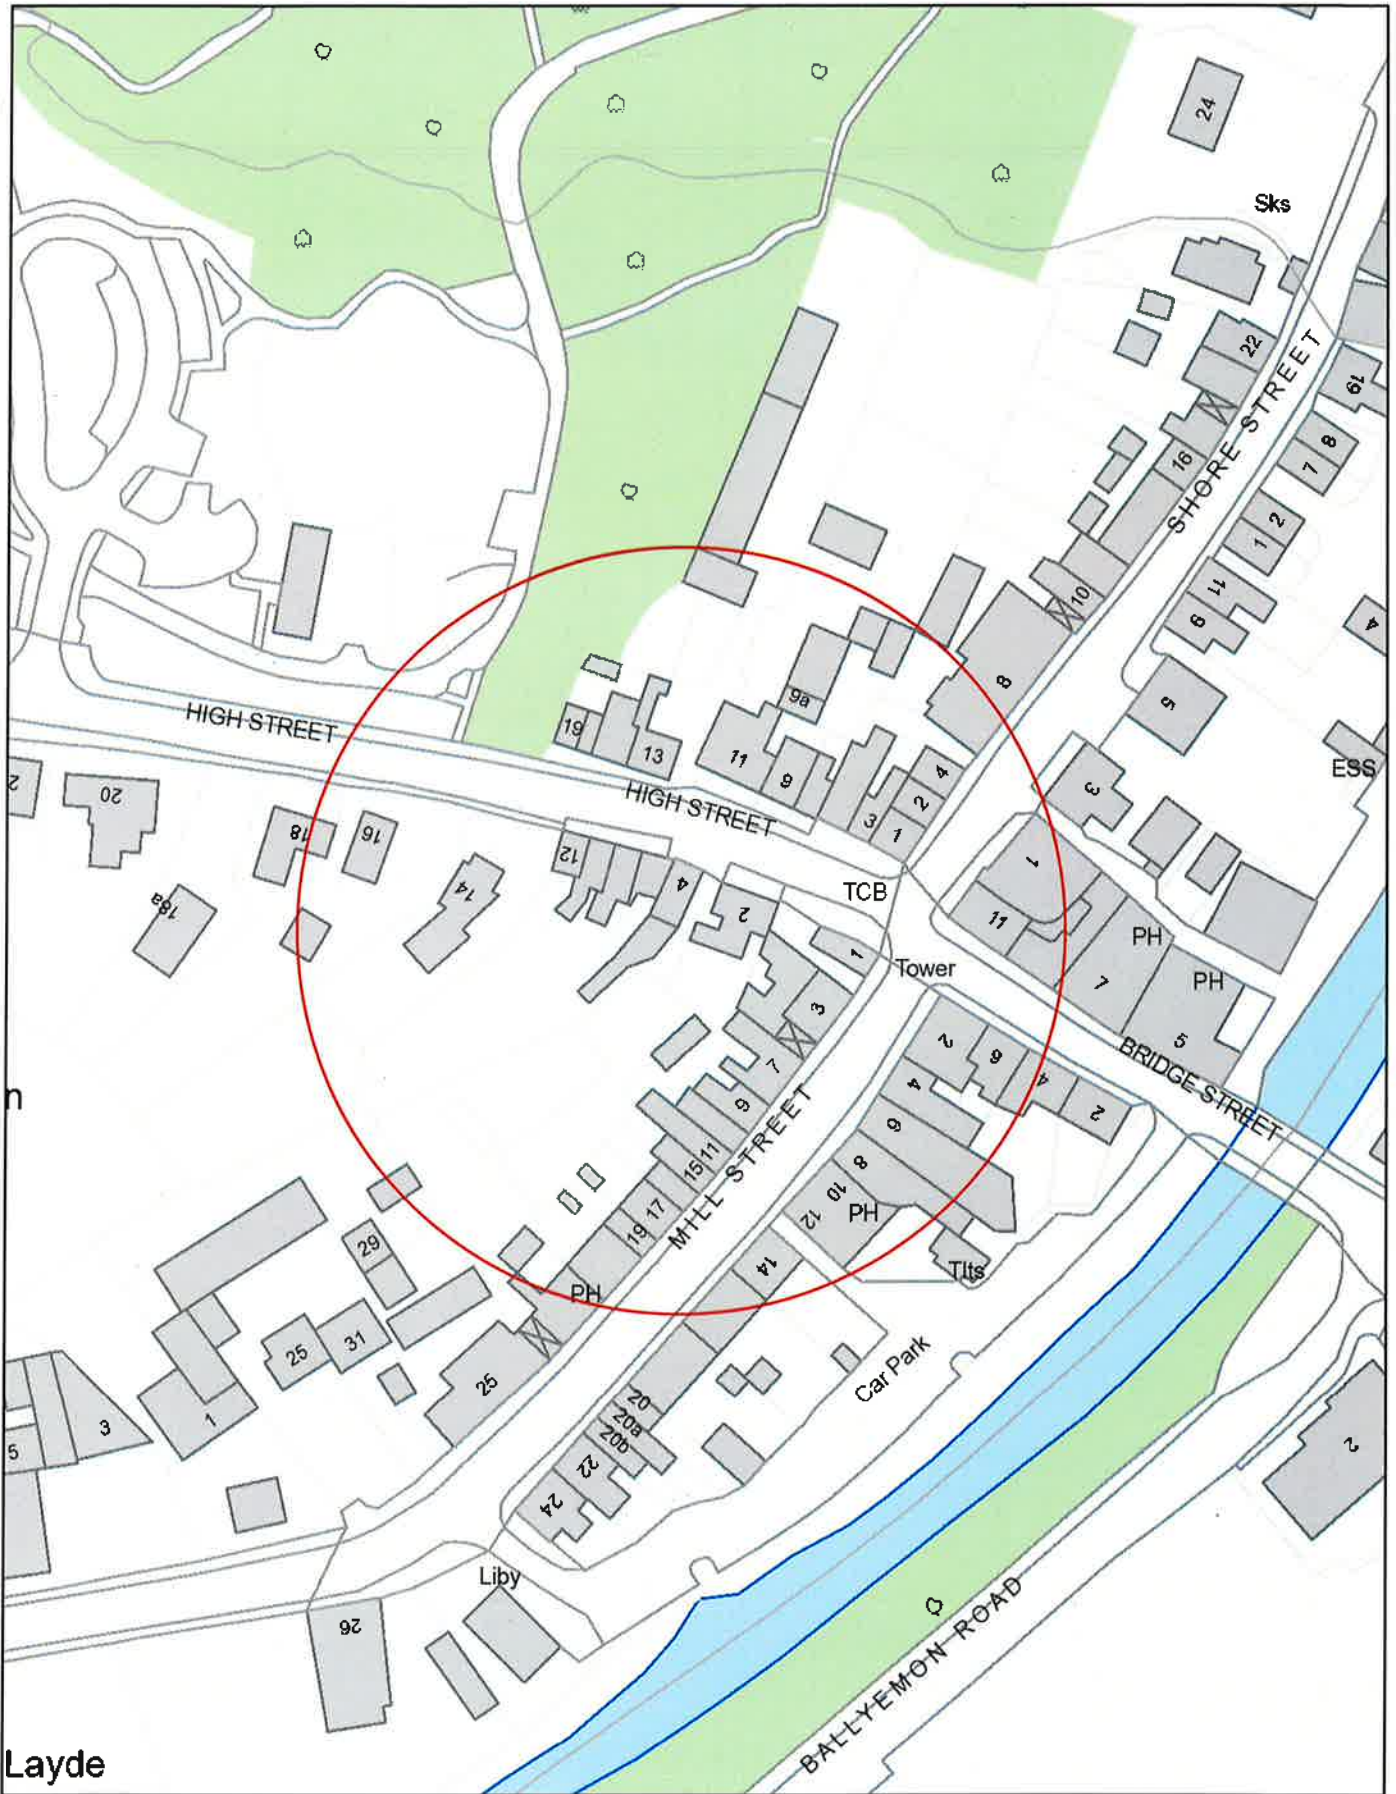 24
Sks
22
SHORE STREET
19
16
8
7
2
1
10
11
9
4
8
5
9a
HIGH STREET
19
13
11
9
ESS
3
HIGH STREET
4
2
3
1
2
20
18
16
12
14
4
2
18a
TCB
1
11
PH
7
PH
5
1
Tower
3
BRIDGE STREET
2
6
4
2
7
4
6
n
9
MILL STREET
11
15
8
10
12
PH
17
19
29
14
Tlts
PH
31
25
25
Car Park
20
20a
20b
3
1
5
22
2
24
Liby
26
BALLYEMON ROAD
Layde